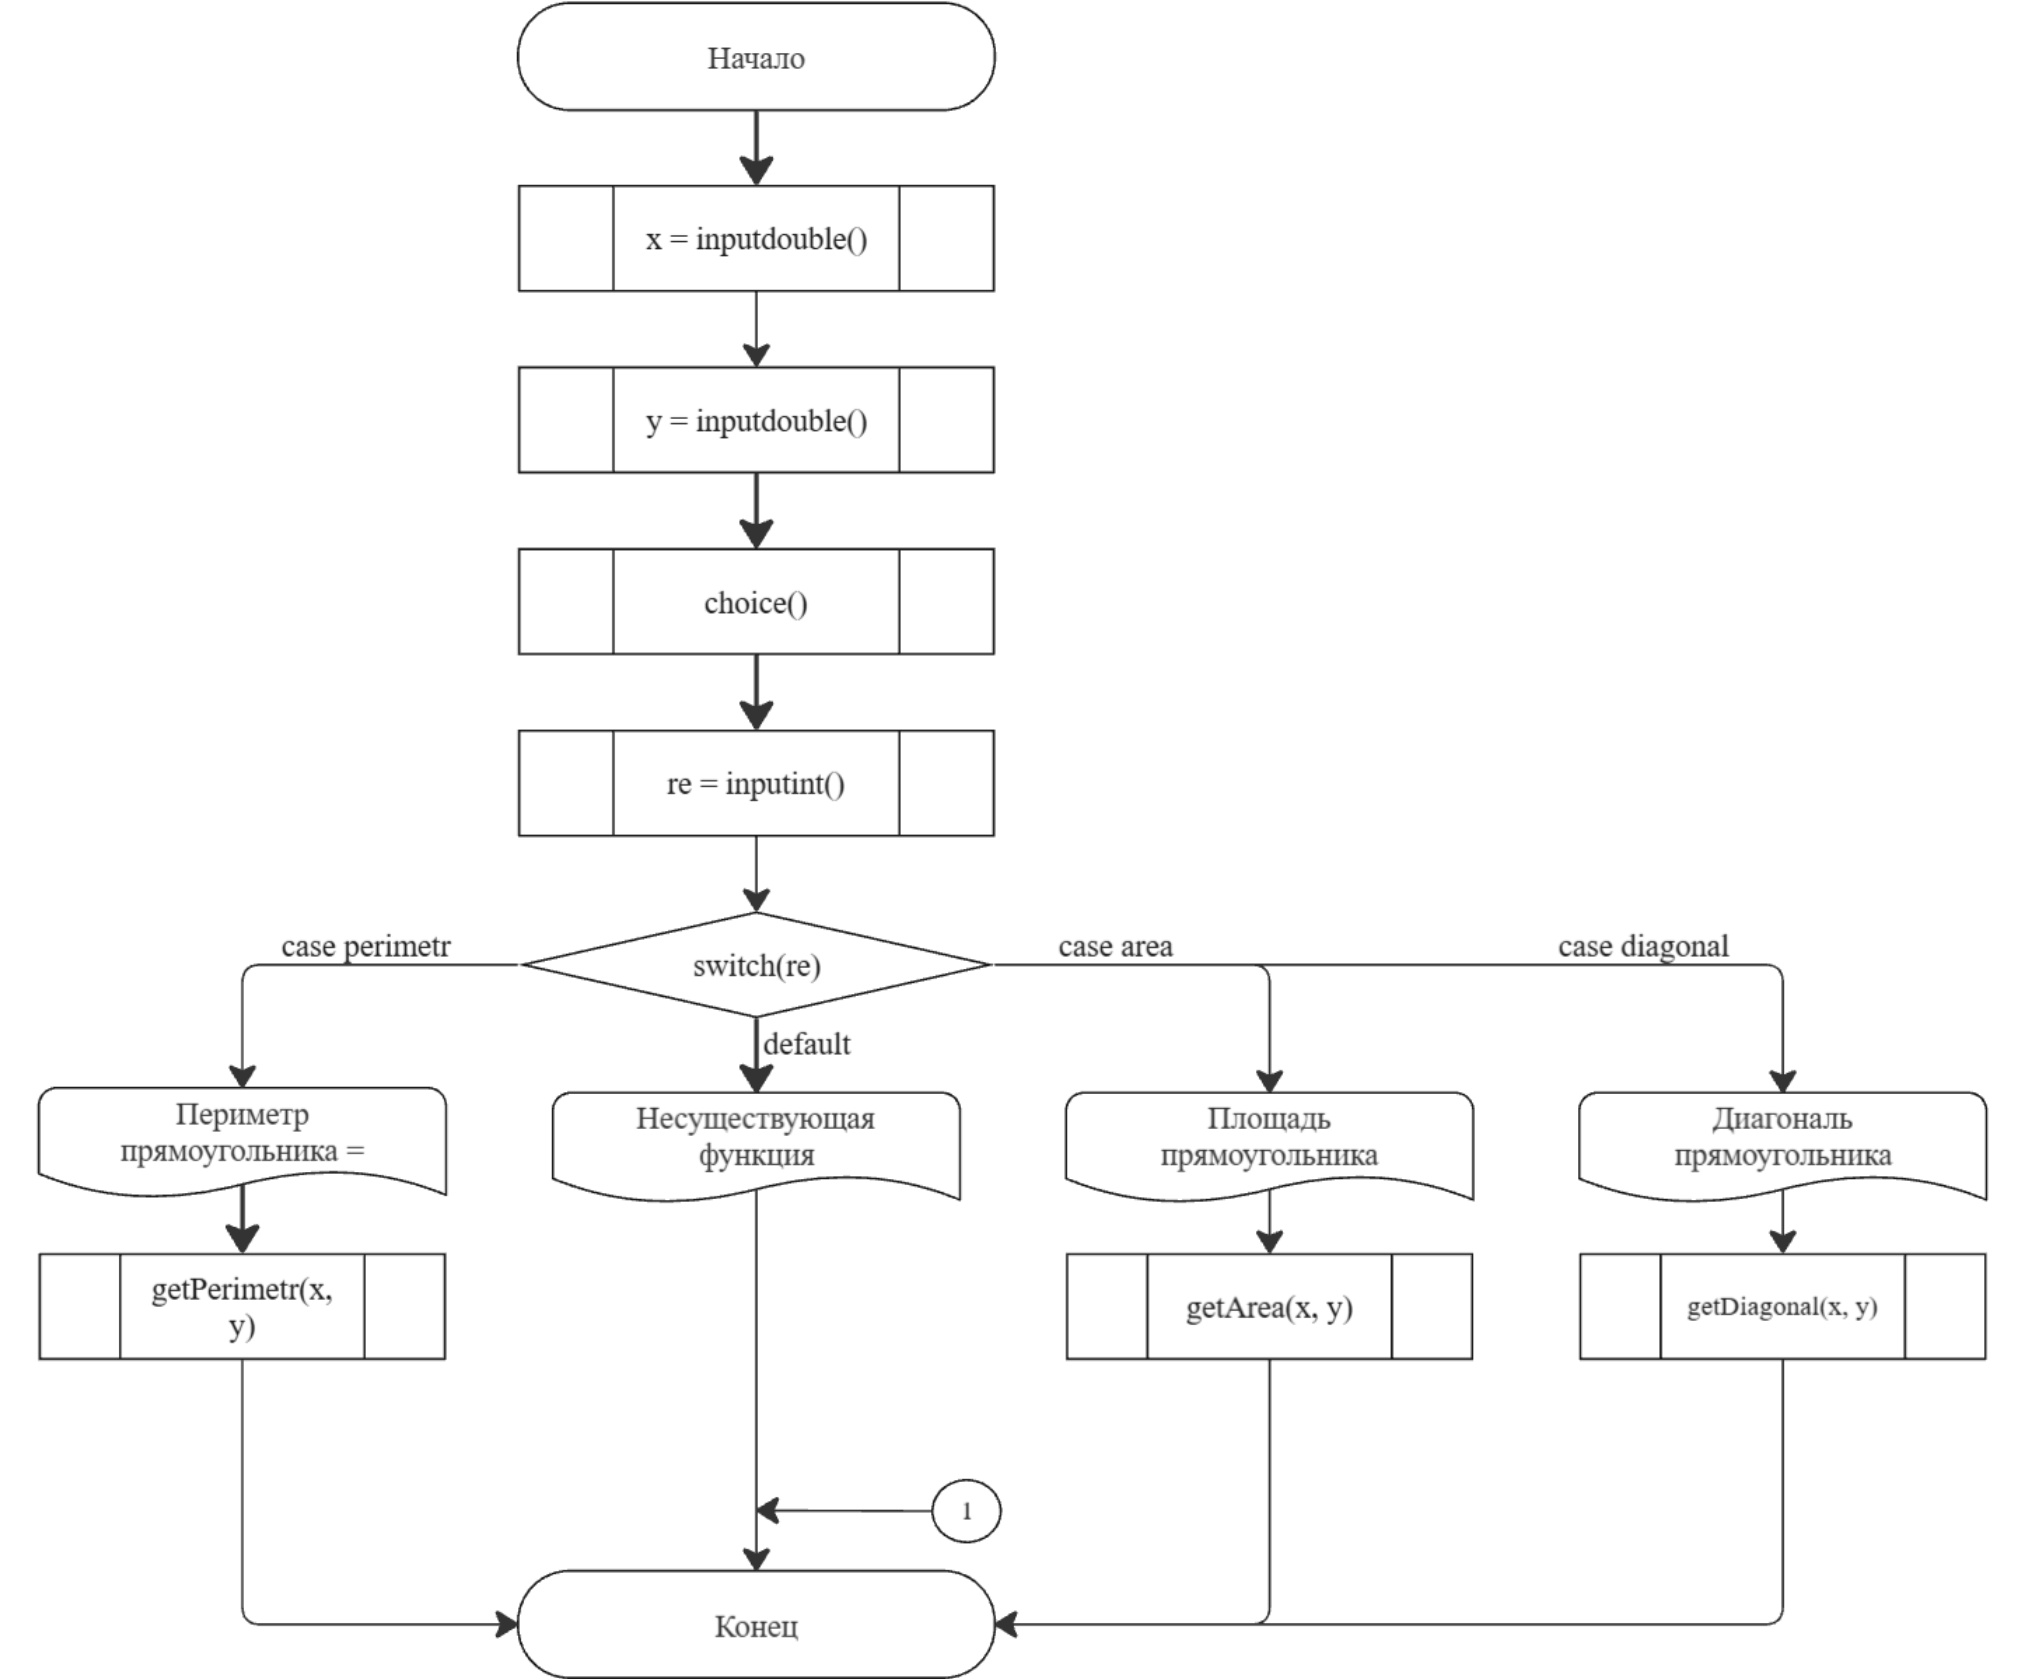 Начало
x = inputdouble()
y = inputdouble()
choice()
re = inputint()
case perimetr
switch(re)
case area
case diagonal
default
Периметр
прямоугольника =
Несуществующая
функция
Площадь
прямоугольника
Диагональ
прямоугольника
getPerimetr(x,
y)
getArea(x, y)
getDiagonal(x, y)
1
Конец